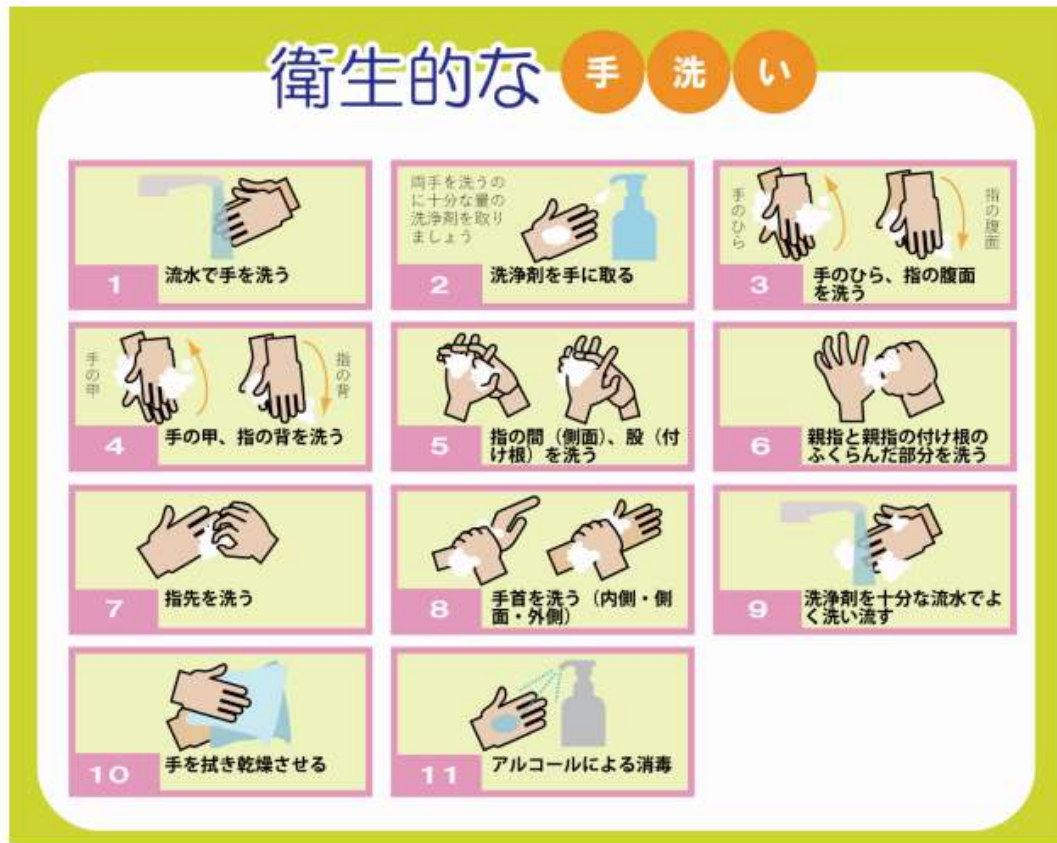 衛生的な 手洗い
1 流水で手を洗う
両手を洗うの
に十分な量の
洗浄剤を取り
ましょう
2 洗浄剤を手に取る
手のひら
指の腹面
3 手のひら、指の腹面
を洗う
手の甲
指の背
4 手の甲、指の背を洗う
5 指の間（側面）、股（付
け根）を洗う
6 親指と親指の付け根の
ふくらんだ部分を洗う
7 指先を洗う
8 手首を洗う（内側・側
面・外側）
9 洗浄剤を十分な流水でよ
く洗い流す
10 手を拭き乾燥させる
11 アルコールによる消毒